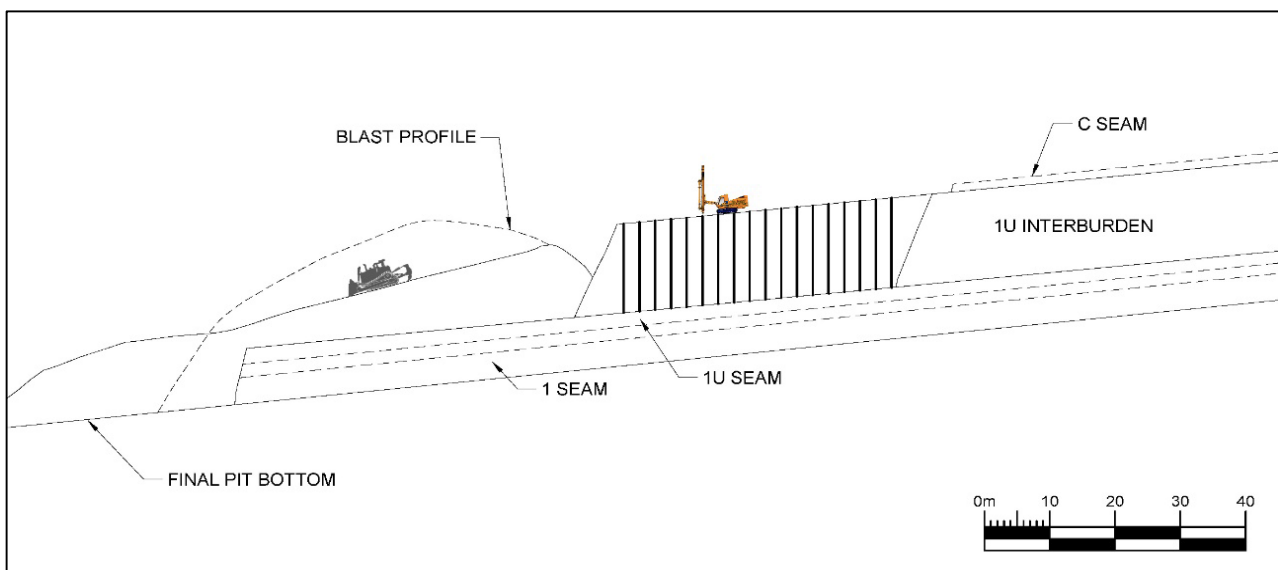 C SEAM
BLAST PROFILE
1U INTERBURDEN
1U SEAM
1 SEAM
FINAL PIT BOTTOM
0m 10 20 30 40